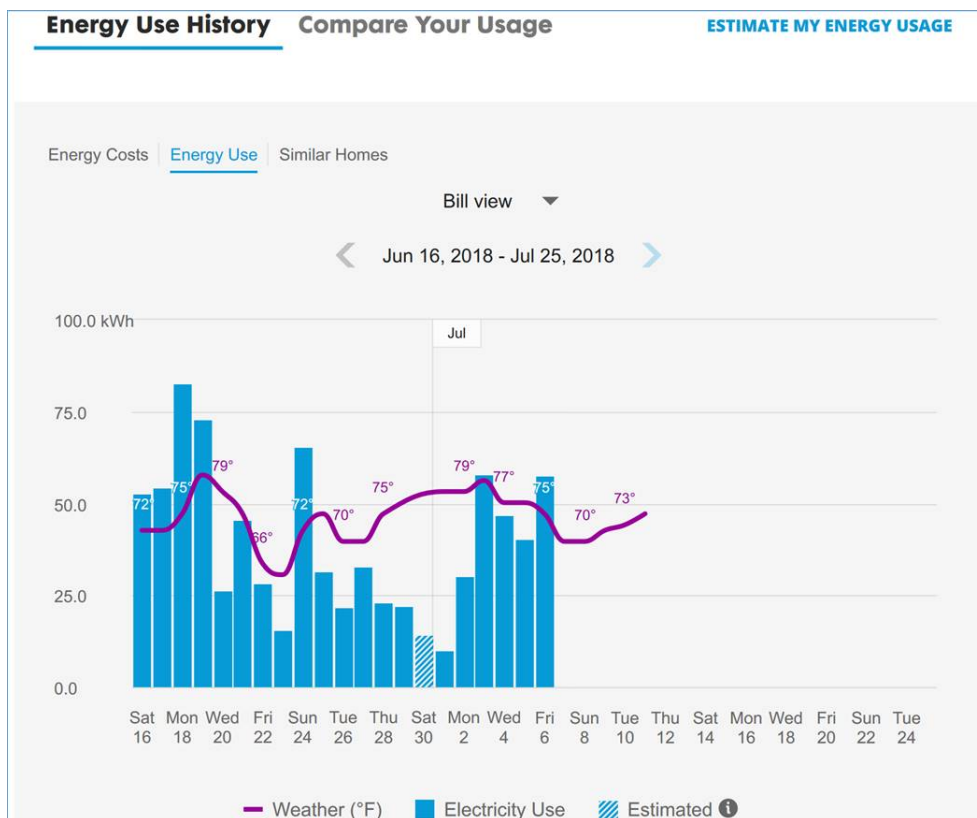 Energy Use History Compare Your Usage ESTIMATE MY ENERGY USAGE
Energy Costs Energy Use Similar Homes
Bill view
Jun 16, 2018 - Jul 25, 2018
100.0 kWh
Jul
75.0
79° 79°
75° 75° 77° 75°
72° 50.0 72° 73°
66° 70° 70°
25.0
0.0
Sat Mon Wed Fri Sun Tue Thu Sat Mon Wed Fri Sun Tue Thu Sat Mon Wed Fri Sun Tue
16 18 20 22 24 26 28 30 2 4 6 8 10 12 14 16 18 20 22 24
Weather (°F) Electricity Use Estimated i